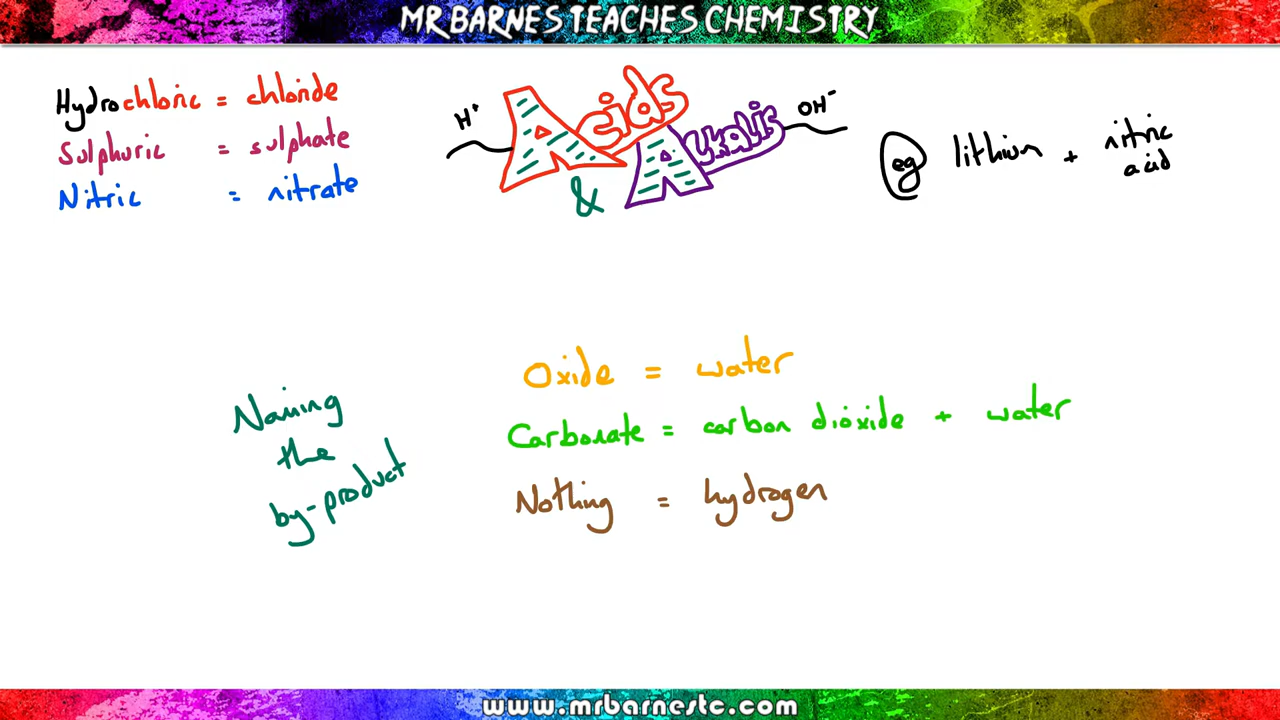 MR BARNES TEACHES CHEMISTRY
Hydrochloric = chloride
Sulphuric = sulphate
Nitric = nitrate
H+
Acids
&
Alkalis
OH-
eg lithium + nitric
acid
Naming
the
by-product
Oxide = water
Carbonate = carbon dioxide + water
Nothing = hydrogen
www.mrbarnestc.com